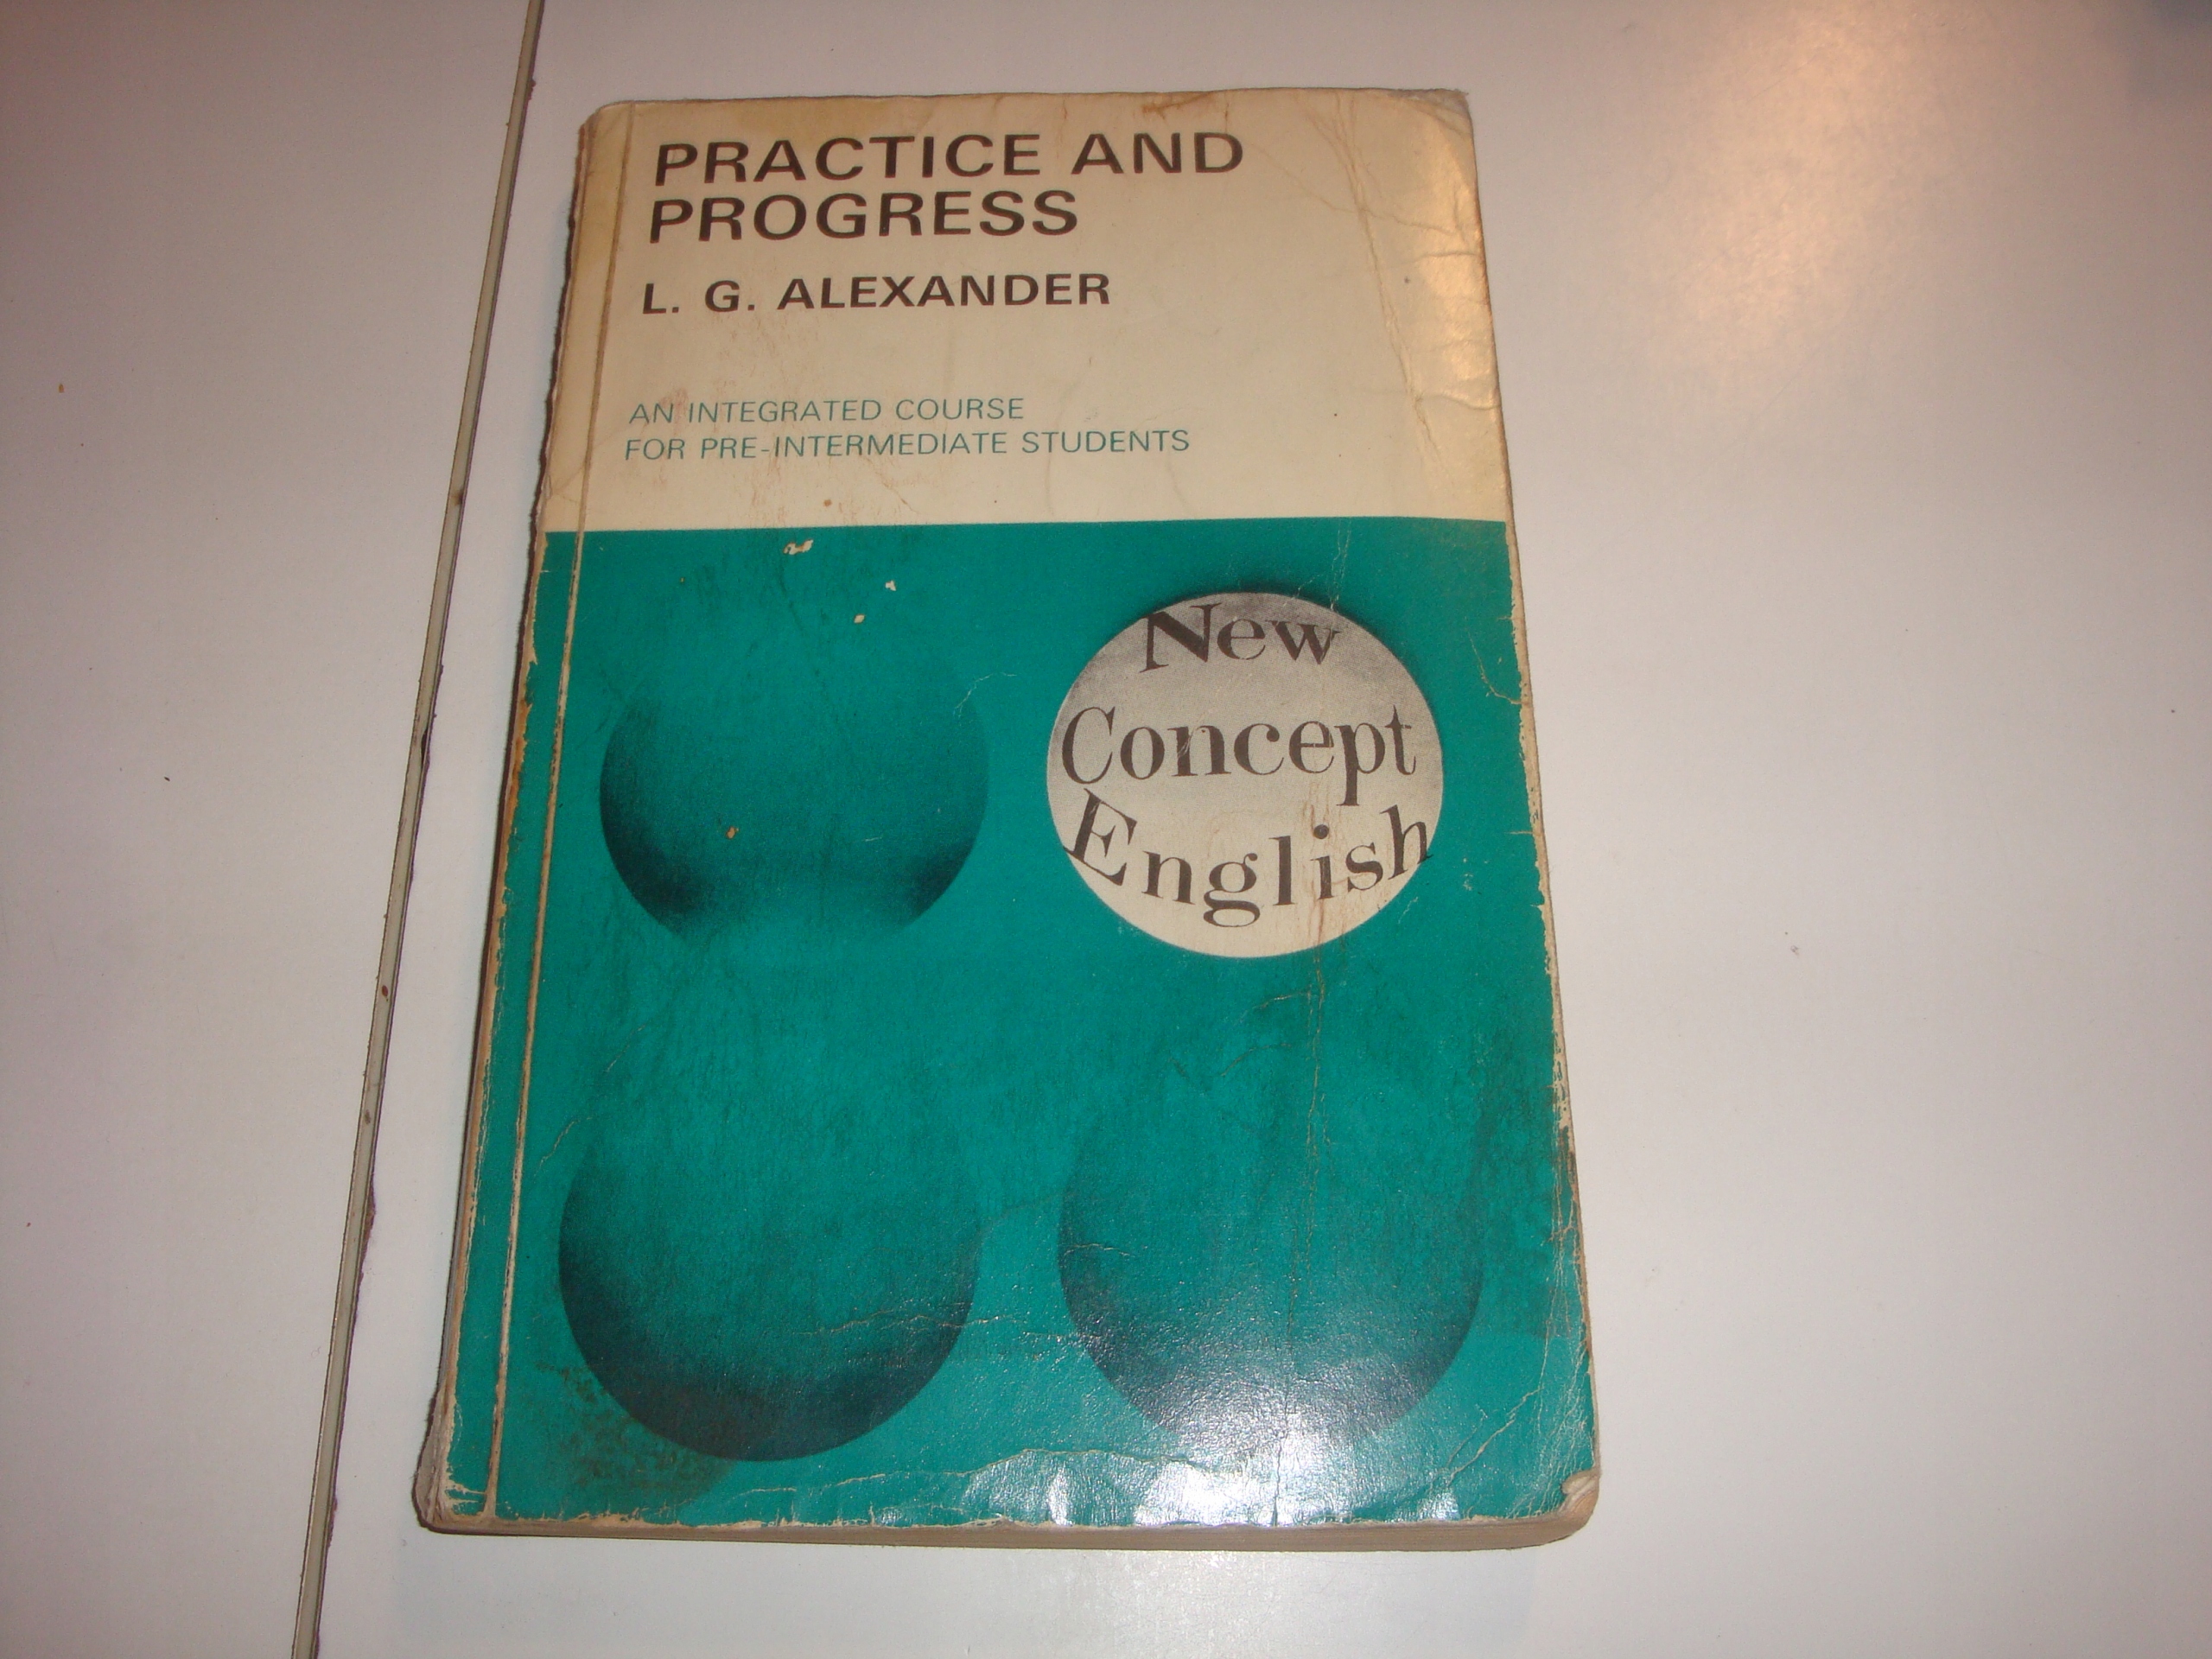 PRACTICE AND
PROGRESS
L. G. ALEXANDER
AN INTEGRATED COURSE
FOR PRE-INTERMEDIATE STUDENTS
New
Concept
English